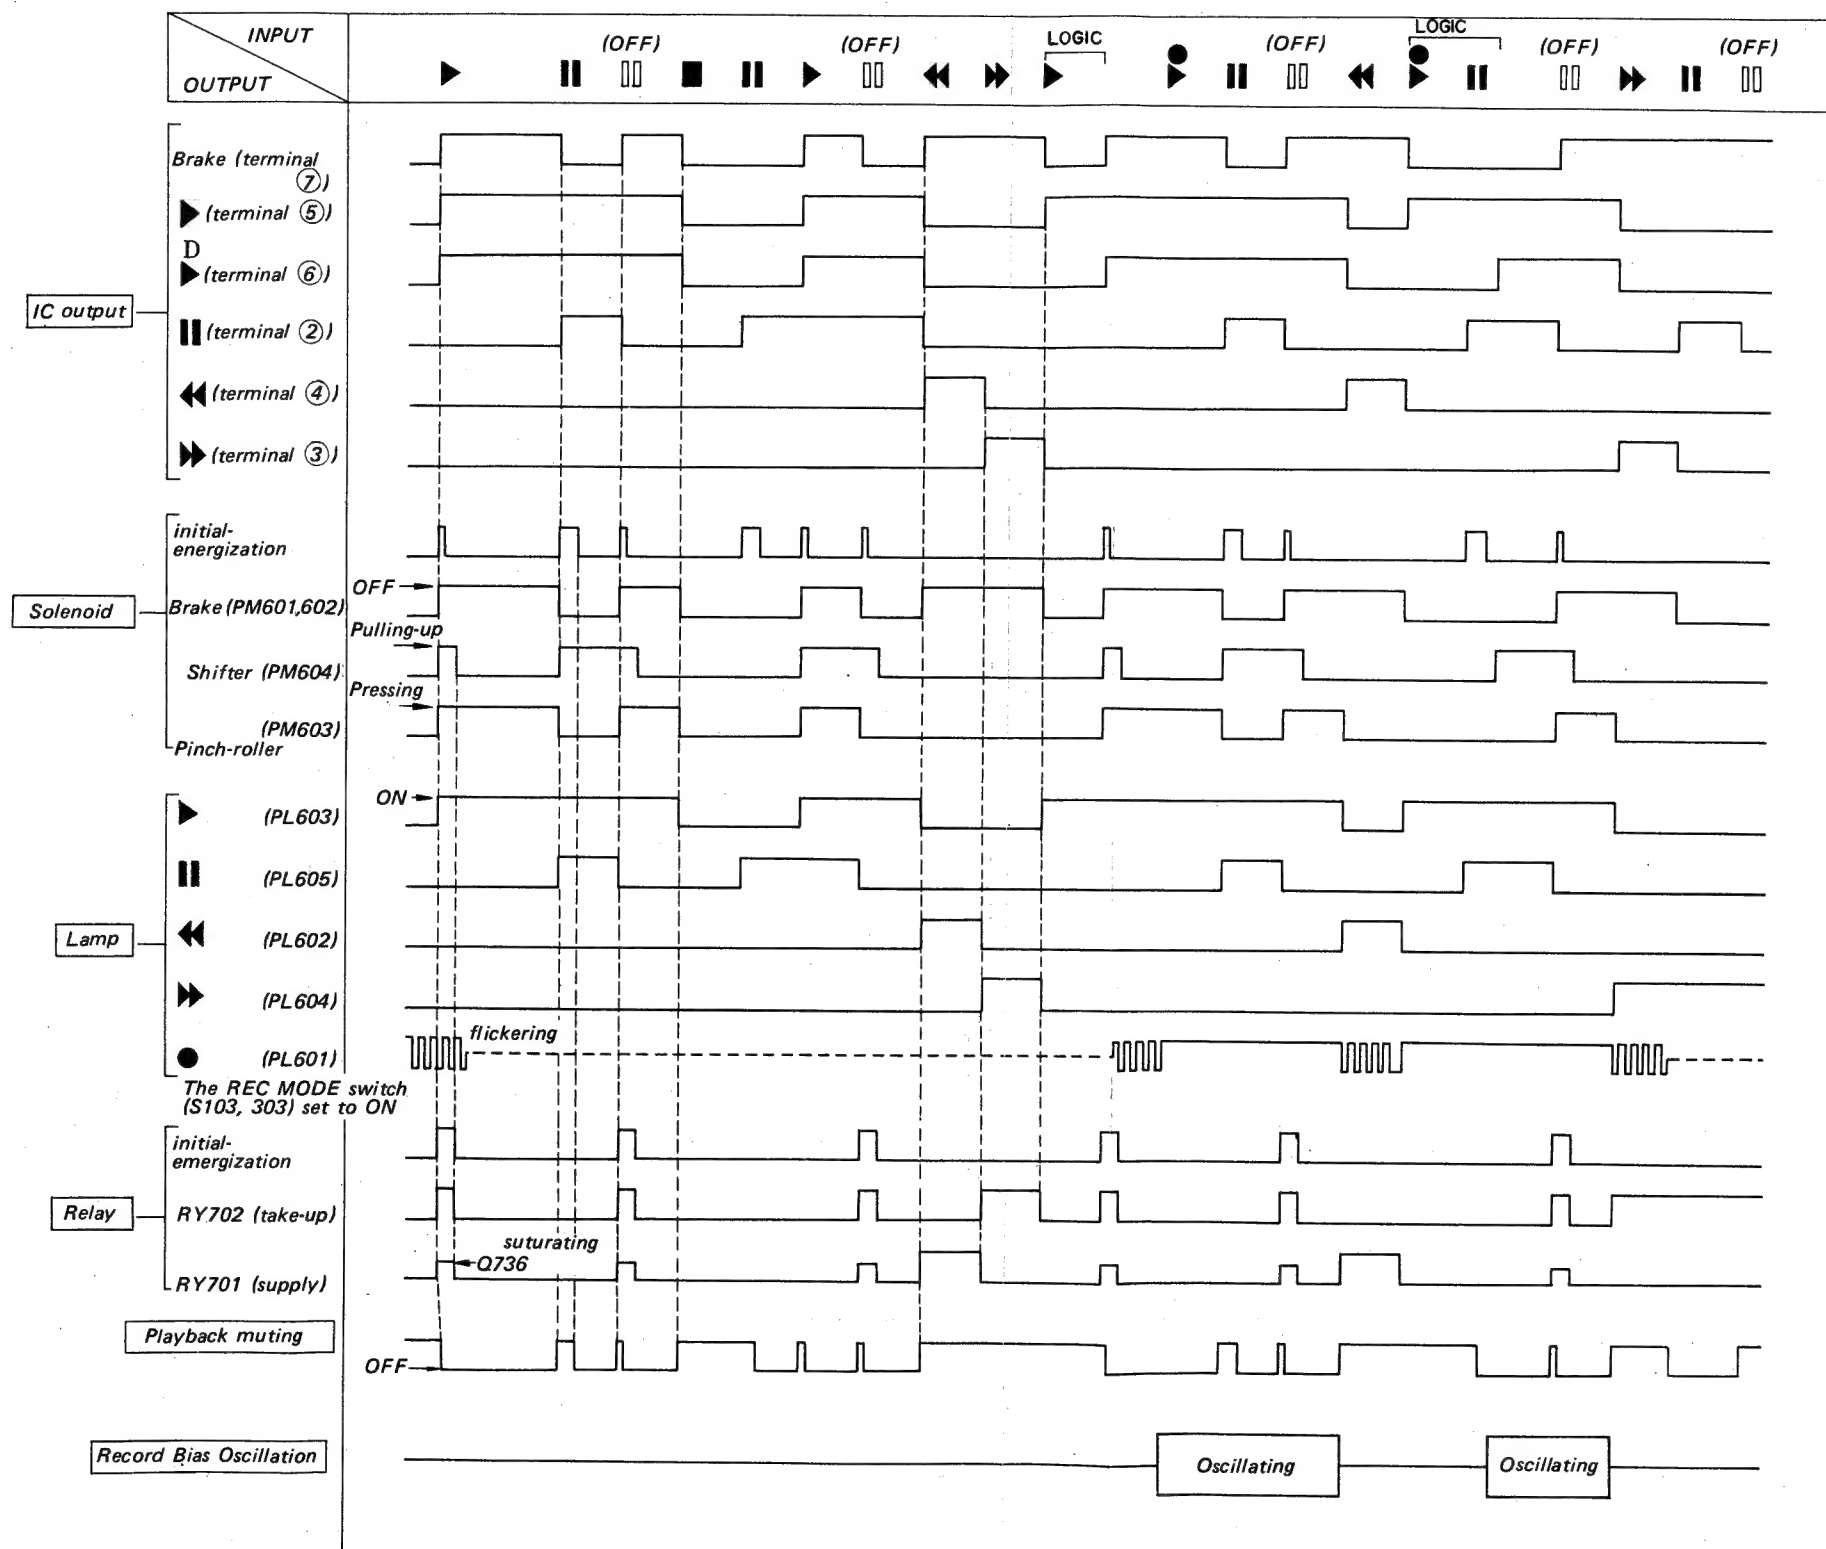 INPUT
OUTPUT
(OFF)
(OFF)
LOGIC
(OFF)
LOGIC
(OFF)
(OFF)
IC output
Brake (terminal
⑦)
(terminal ⑤)
D
(terminal ⑥)
(terminal ②)
(terminal ④)
(terminal ③)
Solenoid
initial-
energization
OFF
Brake (PM601,602)
Pulling-up
Shifter (PM604)
Pressing
(PM603)
Pinch-roller
Lamp
ON
(PL603)
(PL605)
(PL602)
(PL604)
flickering
(PL601)
The REC MODE switch
(S103, 303) set to ON
Relay
initial-
emergization
RY702 (take-up)
suturating
Q736
RY701 (supply)
Playback muting
OFF
Record Bias Oscillation
Oscillating
Oscillating